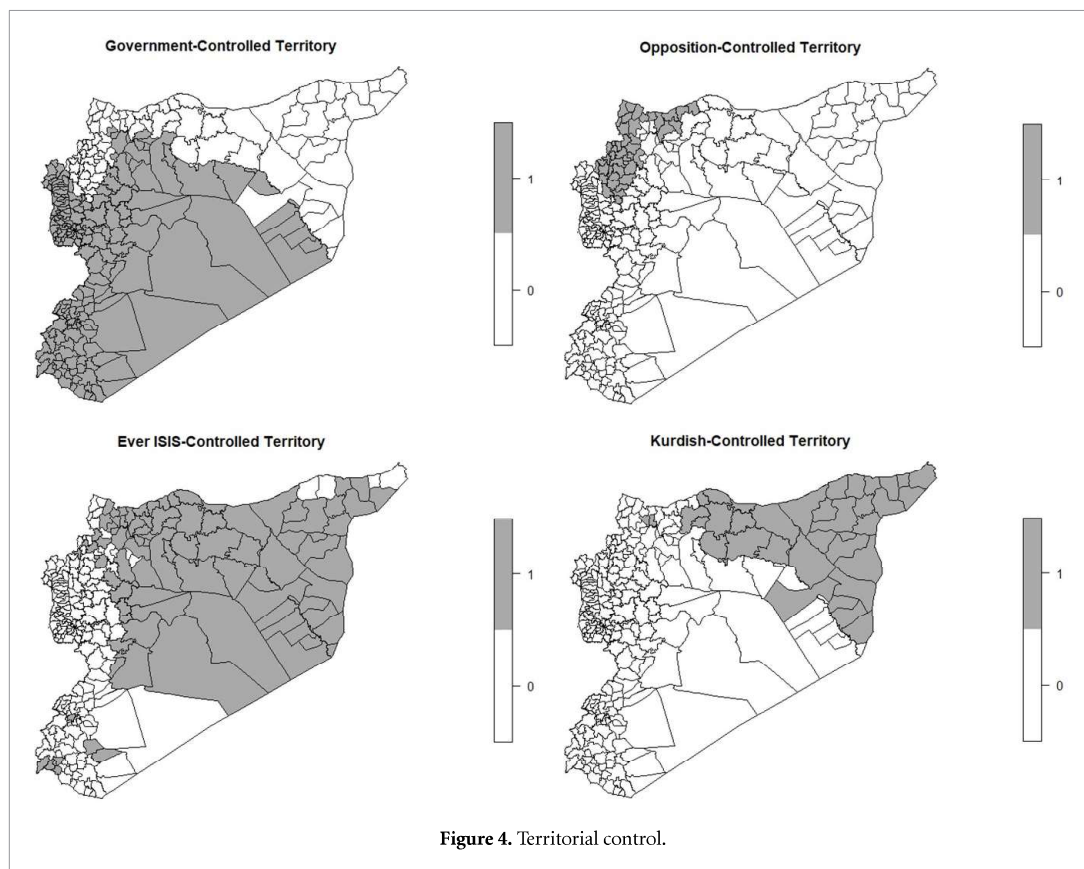 Government-Controlled Territory
Opposition-Controlled Territory
1
0
1
0
Ever ISIS-Controlled Territory
Kurdish-Controlled Territory
1
0
1
0
Figure 4. Territorial control.